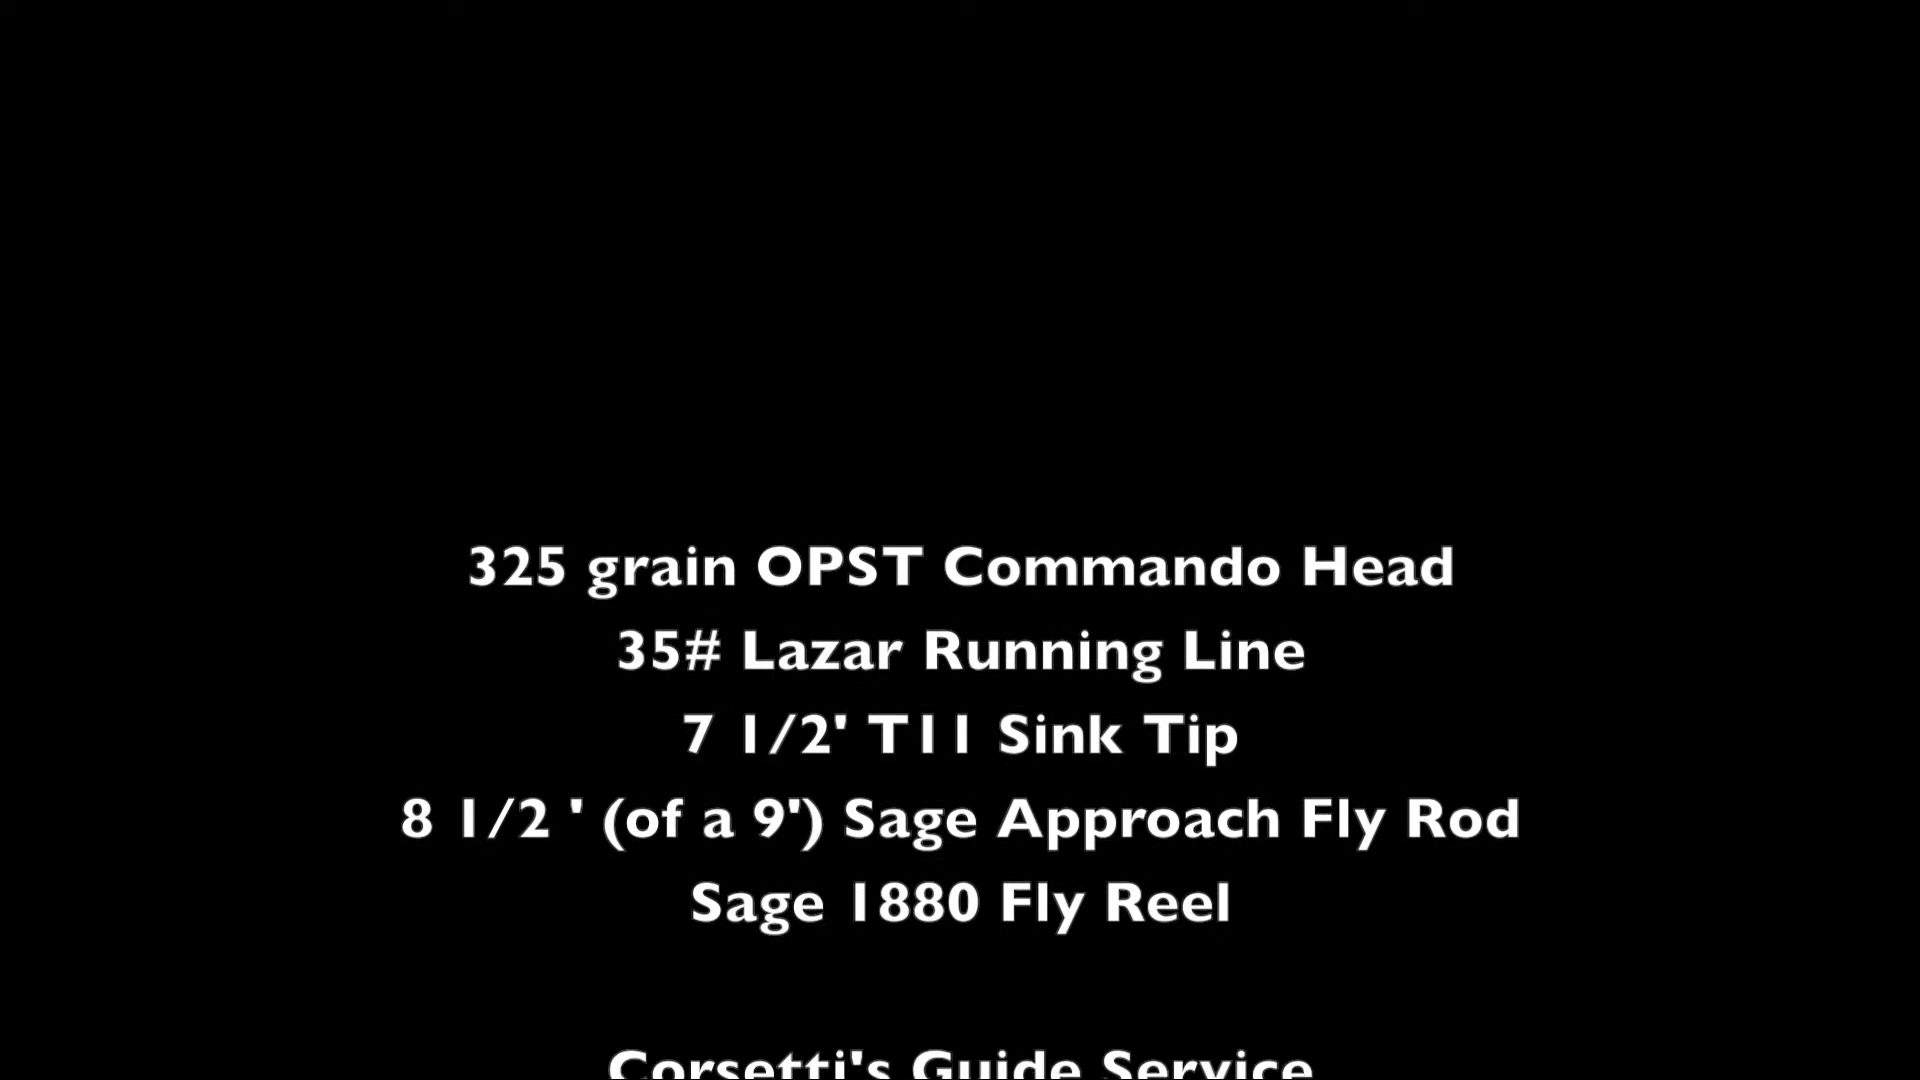 325 grain OPST Commando Head
35# Lazar Running Line
7 1/2' T11 Sink Tip
8 1/2 ' (of a 9') Sage Approach Fly Rod
Sage 1880 Fly Reel
Corsetti's Guide Service